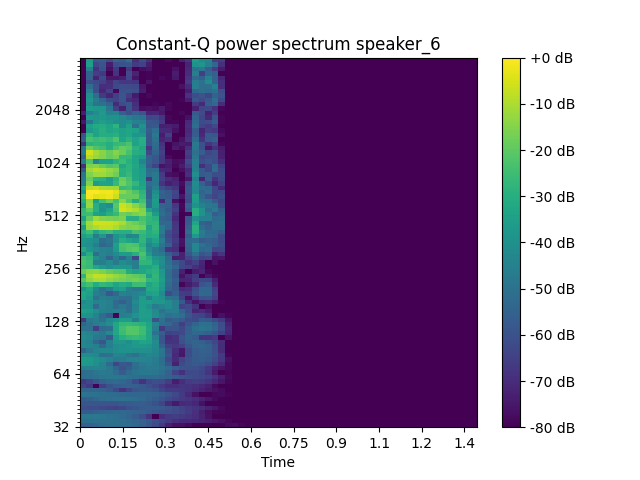 Constant-Q power spectrum speaker_6
Hz
2048
1024
512
256
128
64
32
0 0.15 0.3 0.45 0.6 0.75 0.9 1.1 1.2 1.4
Time
+0 dB
-10 dB
-20 dB
-30 dB
-40 dB
-50 dB
-60 dB
-70 dB
-80 dB